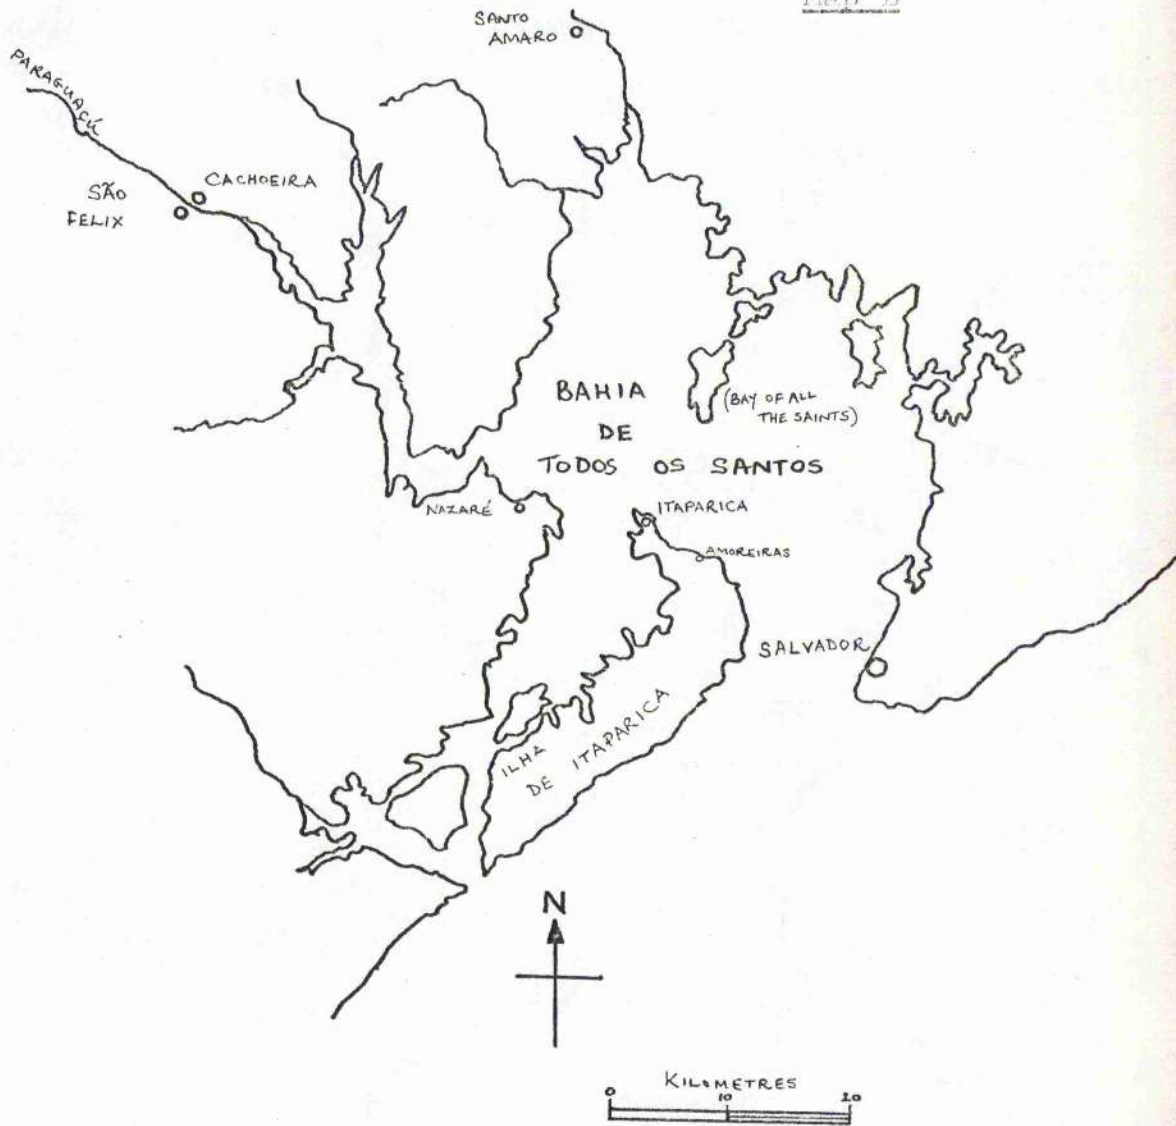 SANTO
AMARO
PARAGUAÇÚ
CACHOEIRA
SÃO
FELIX
BAHIA
DE
TODOS OS SANTOS
(BAY OF ALL
THE SAINTS)
NAZARÉ
ITAPARICA
AMOREIRAS
SALVADOR
ILHA
DE ITAPARICA
N
KILOMETRES
0 10 20